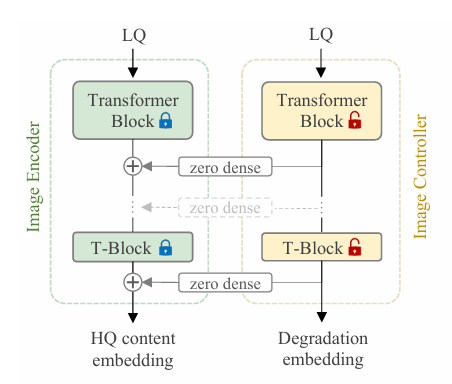 LQ
LQ
Image Encoder
Transformer
Block
Transformer
Block
Image Controller
zero dense
zero dense
T-Block
T-Block
zero dense
HQ content
embedding
Degradation
embedding